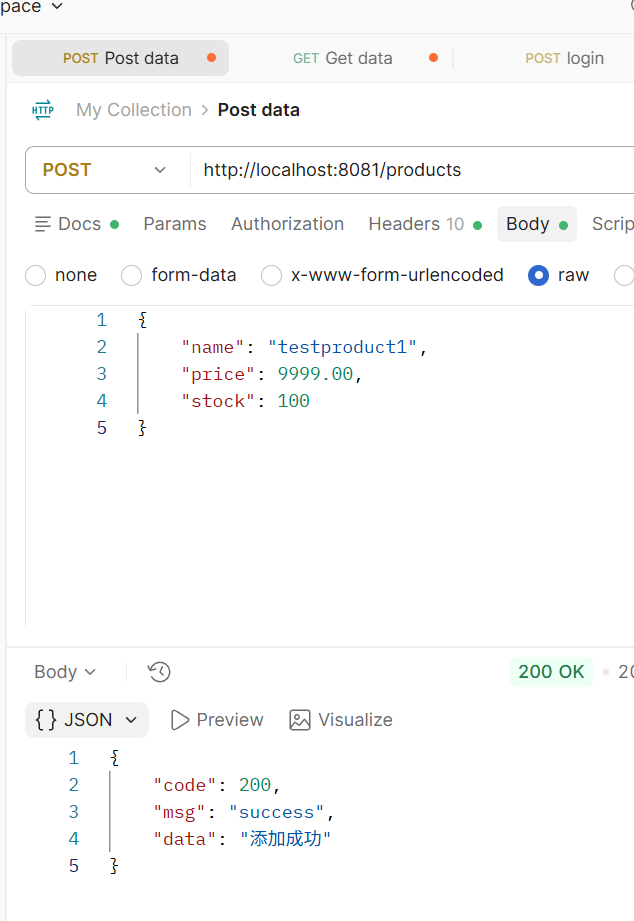 pace
POST Post data GET Get data POST login
HTTP My Collection > Post data
POST http://localhost:8081/products
Docs Params Authorization Headers 10 Body Scrip
none form-data x-www-form-urlencoded raw
1 {
2 "name": "testproduct1",
3 "price": 9999.00,
4 "stock": 100
5 }
Body 200 OK 20
{} JSON Preview Visualize
1 {
2 "code": 200,
3 "msg": "success",
4 "data": "添加成功"
5 }